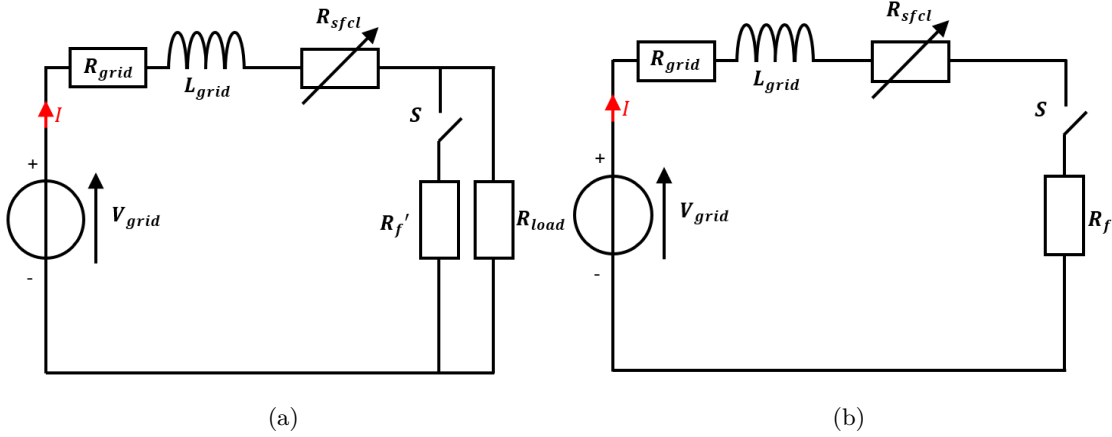 R_sfcl
R_grid
L_grid
I
S
+
V_grid
R_f'
R_load
-
(a)
R_sfcl
R_grid
L_grid
I
S
+
V_grid
R_f
-
(b)